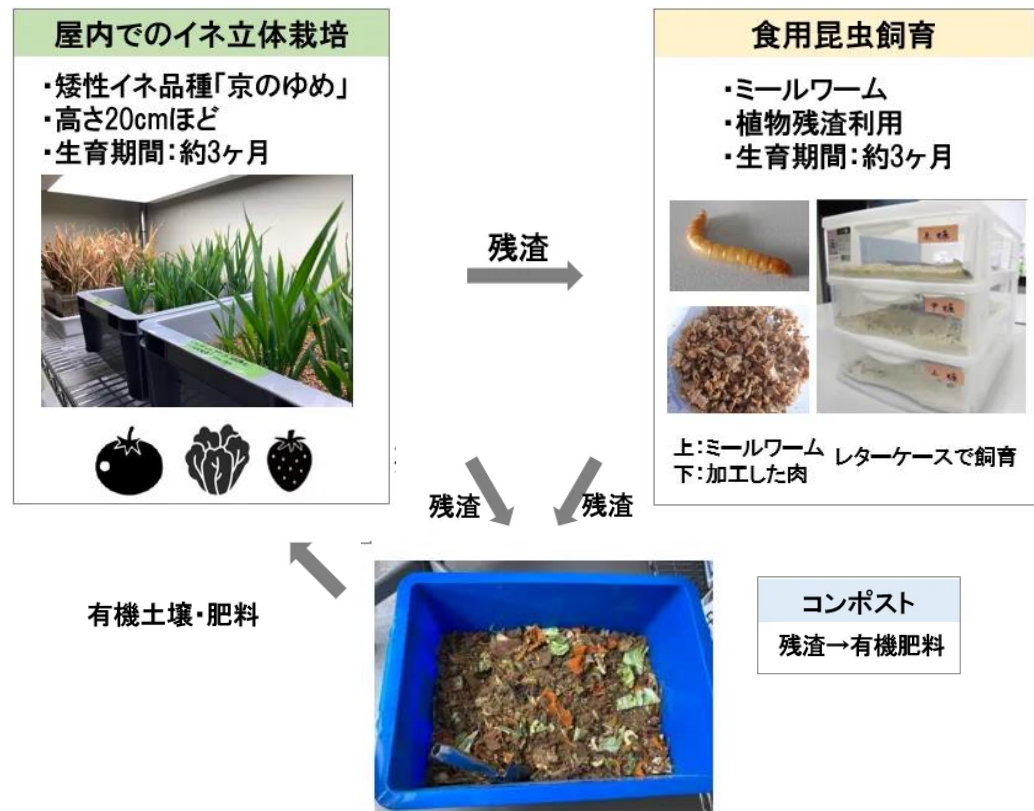 屋内でのイネ立体栽培
・矮性イネ品種「京のゆめ」
・高さ20cmほど
・生育期間：約3ヶ月
食用昆虫飼育
・ミールワーム
・植物残渣利用
・生育期間：約3ヶ月
残渣
上：ミールワーム
下：加工した肉
レターケースで飼育
残渣
残渣
有機土壌・肥料
コンポスト
残渣→有機肥料